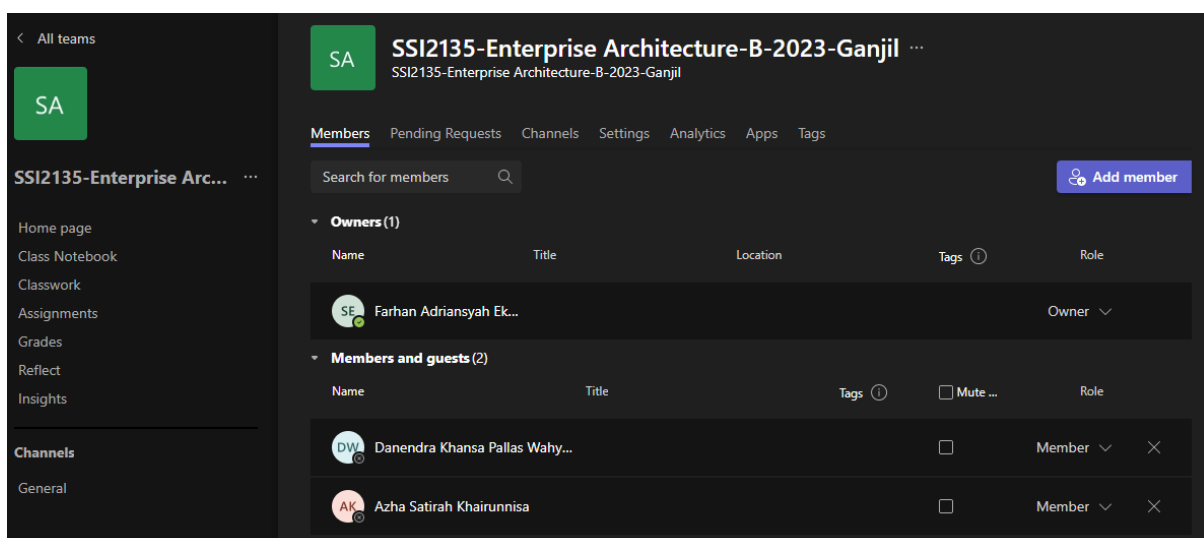 All teams
SA
SSI2135-Enterprise Arc... ...
Home page
Class Notebook
Classwork
Assignments
Grades
Reflect
Insights
Channels
General
SA
SSI2135-Enterprise Architecture-B-2023-Ganjil ...
SSI2135-Enterprise Architecture-B-2023-Ganjil
Members Pending Requests Channels Settings Analytics Apps Tags
Search for members Add member
Owners (1)
Name Title Location Tags Role
SE Farhan Adriansyah Ek... Owner
Members and guests (2)
Name Title Tags Mute ... Role
DW Danendra Khansa Pallas Wahy... Member
AK Azha Satirah Khairunnisa Member